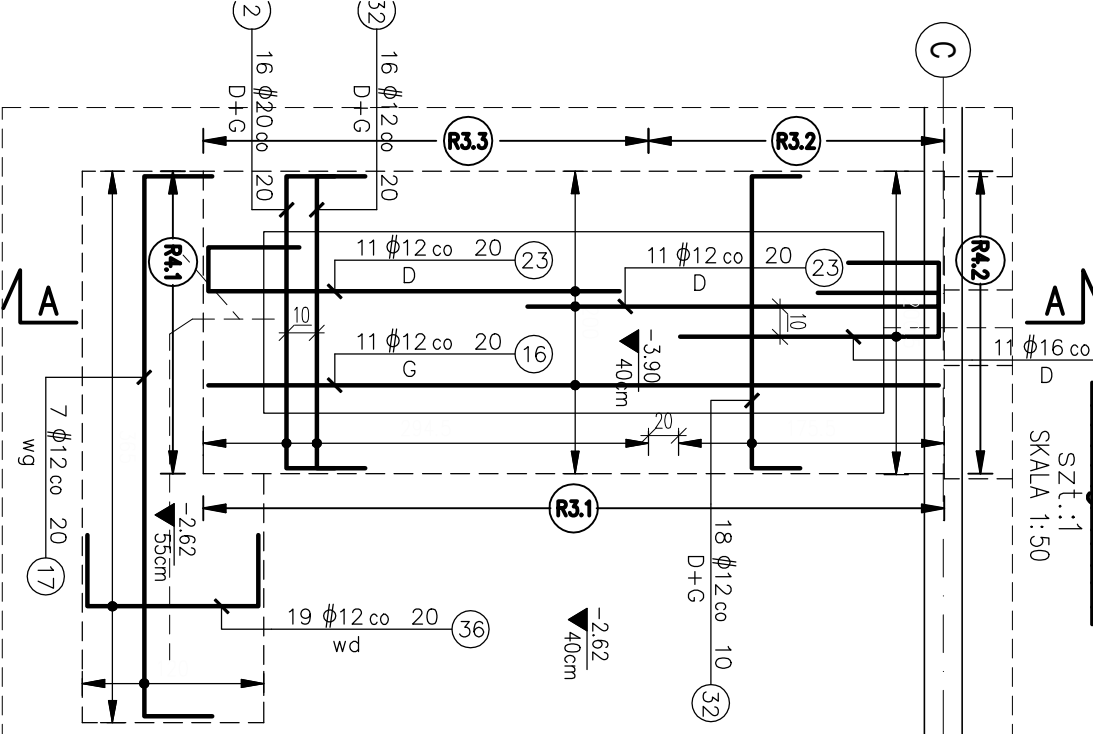 2
32
C
16 ϕ20 co 20
D+G
16 ϕ12 co 20
D+G
R3.3
R3.2
R4.1
R4.2
11 ϕ12 co 20
D
23
11 ϕ12 co 20
D
23
A
A
10
10
11 ϕ12 co 20
G
16
-3.90
40cm
11 ϕ16 co
D
20
7 ϕ12 co 20
wg
17
szt.:1
SKALA 1:50
R3.1
-2.62
55cm
18 ϕ12 co 10
D+G
32
19 ϕ12 co 20
wd
36
-2.62
40cm